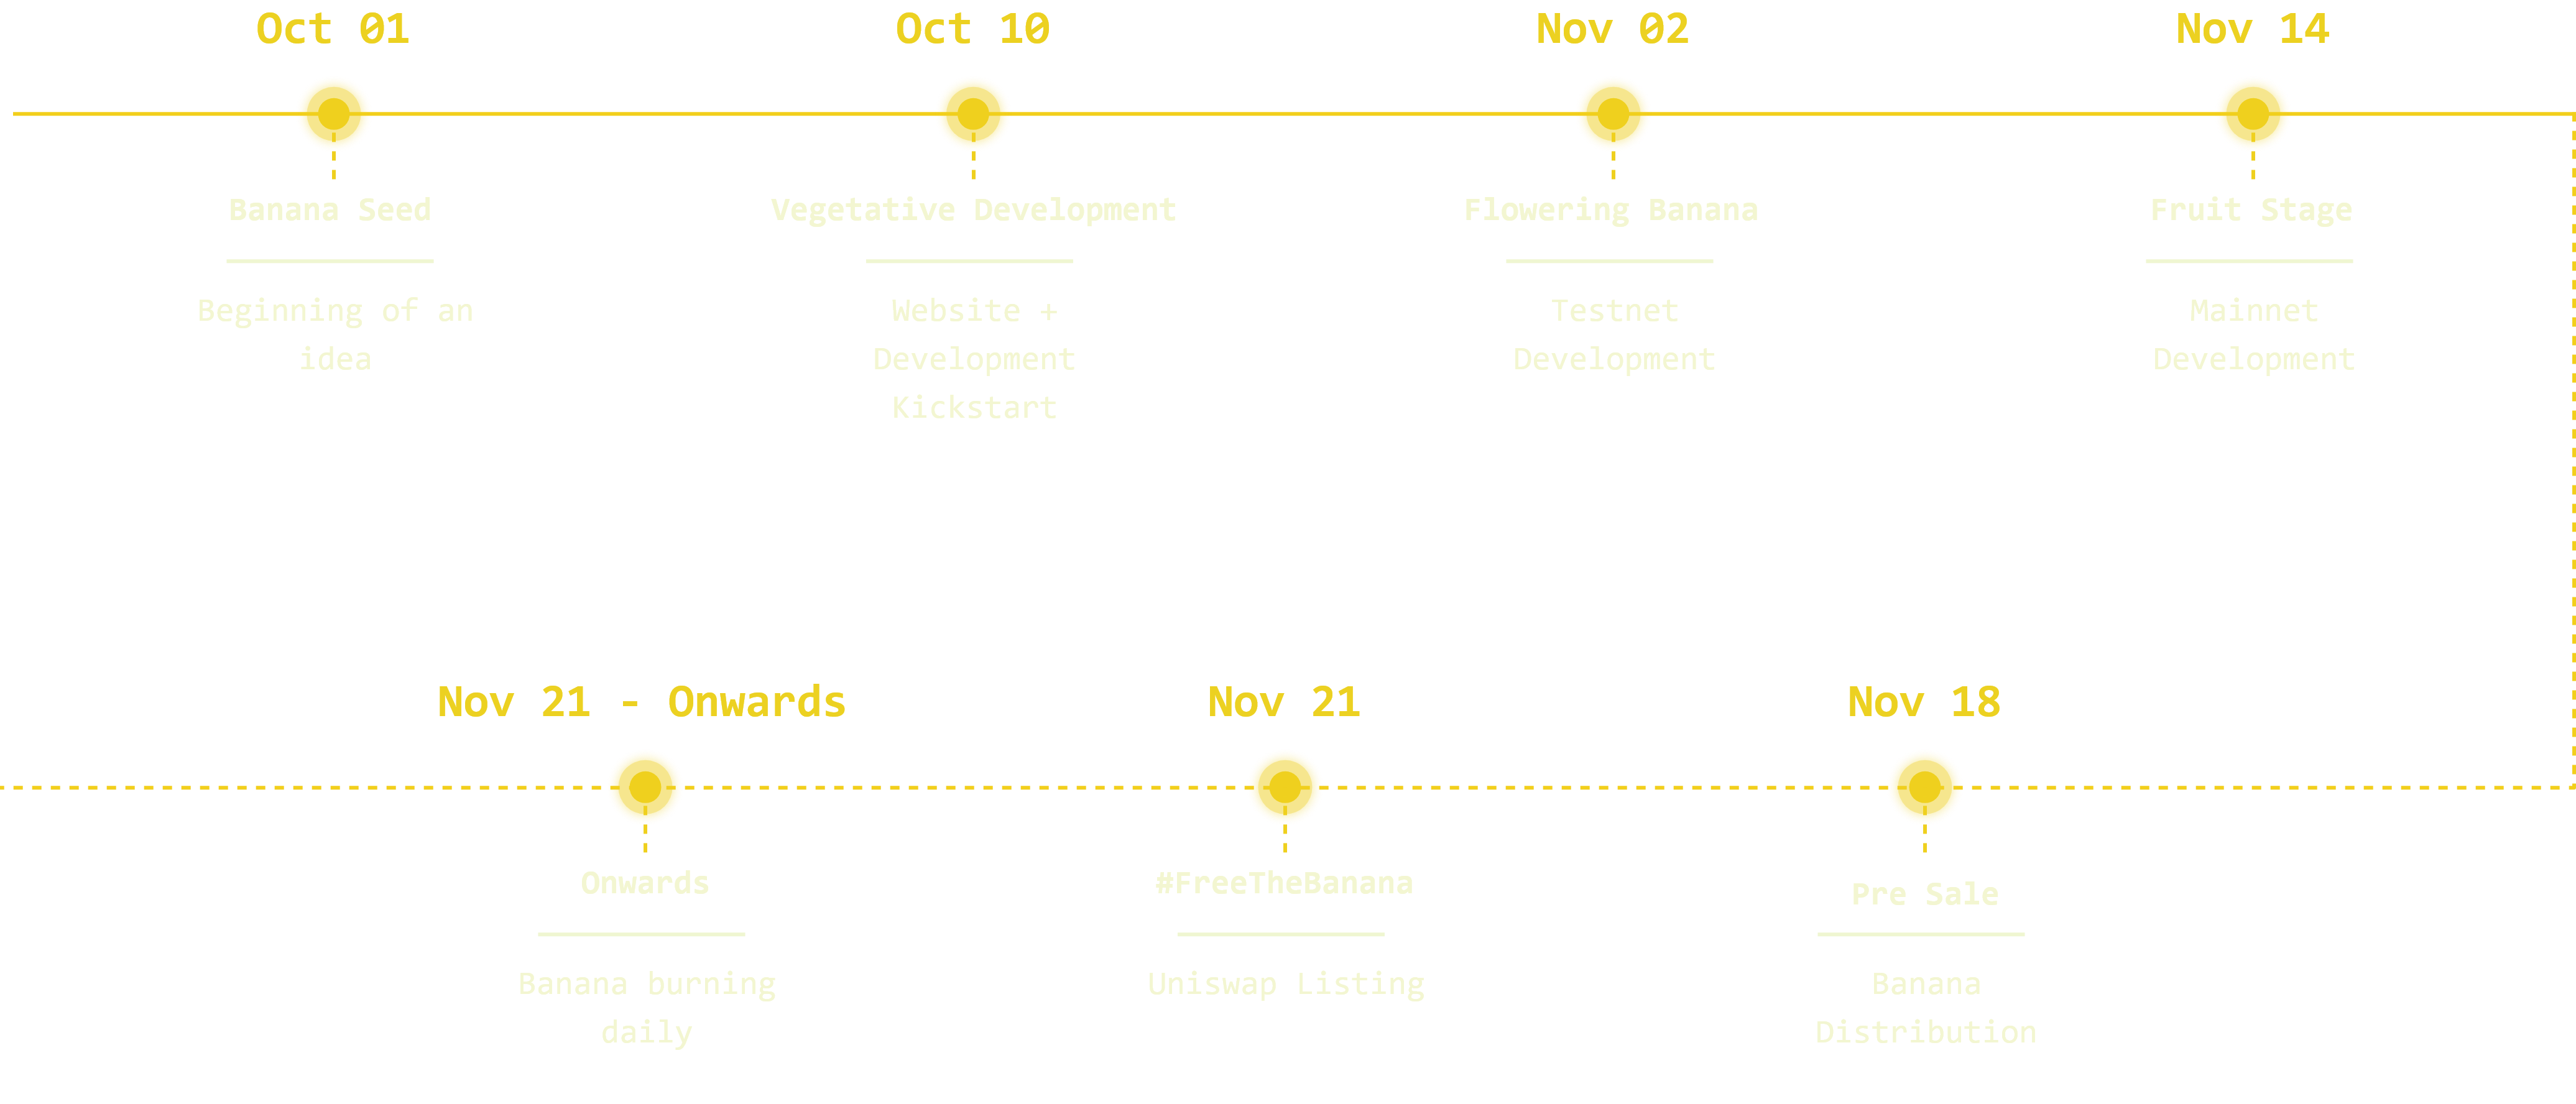 Oct 01
Oct 10
Nov 02
Nov 14
Banana Seed
Vegetative Development
Flowering Banana
Fruit Stage
Beginning of an
idea
Website +
Development
Kickstart
Testnet
Development
Mainnet
Development
Nov 21 - Onwards
Nov 21
Nov 18
Onwards
#FreeTheBanana
Pre Sale
Banana burning
daily
Uniswap Listing
Banana
Distribution